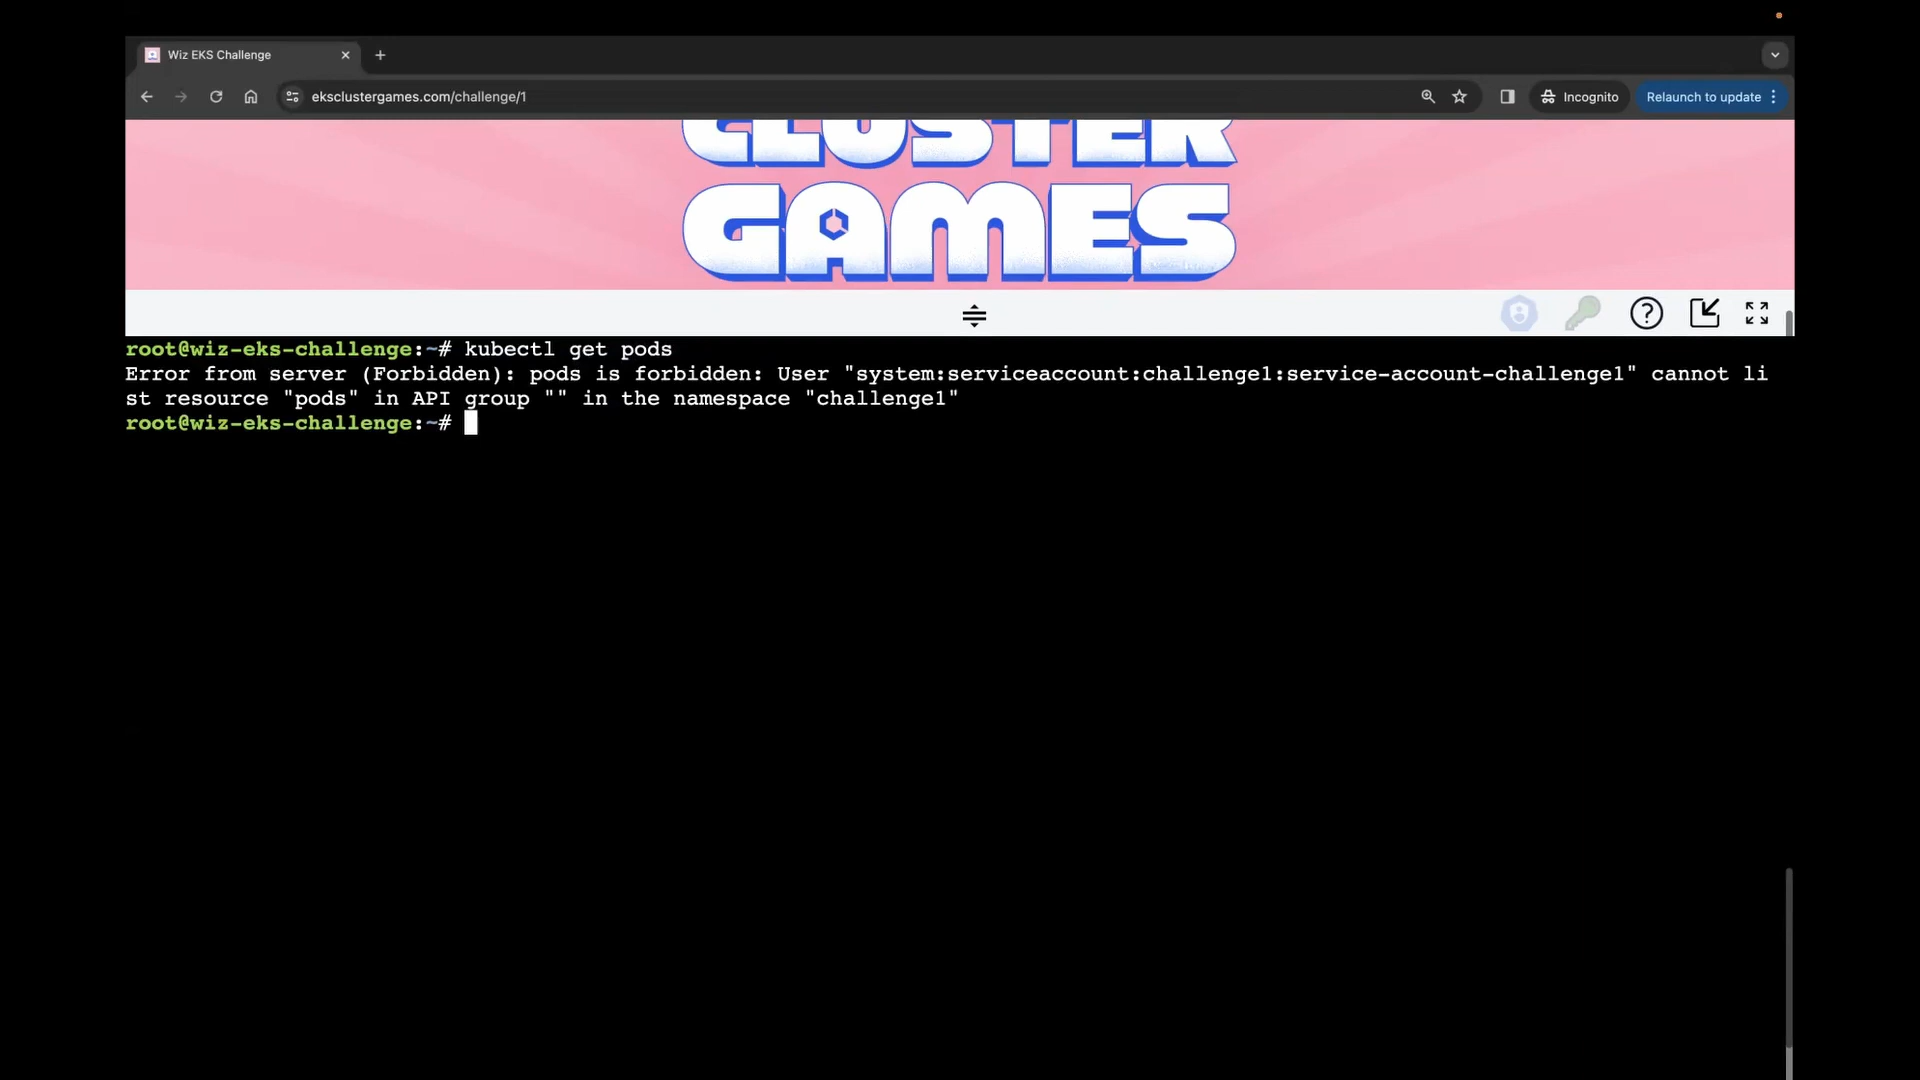 Wiz EKS Challenge
eksclustergames.com/challenge/1
Incognito
Relaunch to update
CLUSTER
GAMES
root@wiz-eks-challenge:~# kubectl get pods
Error from server (Forbidden): pods is forbidden: User "system:serviceaccount:challenge1:service-account-challenge1" cannot li
st resource "pods" in API group "" in the namespace "challenge1"
root@wiz-eks-challenge:~#